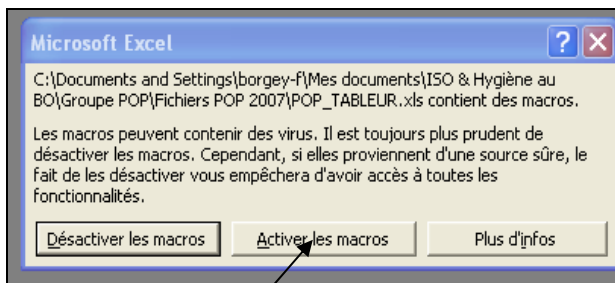 Microsoft Excel
C:\Documents and Settings\borgey-f\Mes documents\ISO & Hygiène au
BO\Groupe POP\Fichiers POP 2007\POP_TABLEUR.xls contient des macros.
Les macros peuvent contenir des virus. Il est toujours plus prudent de
désactiver les macros. Cependant, si elles proviennent d'une source sûre, le
fait de les désactiver vous empêchera d'avoir accès à toutes les
fonctionnalités.
Désactiver les macros Activer les macros Plus d'infos